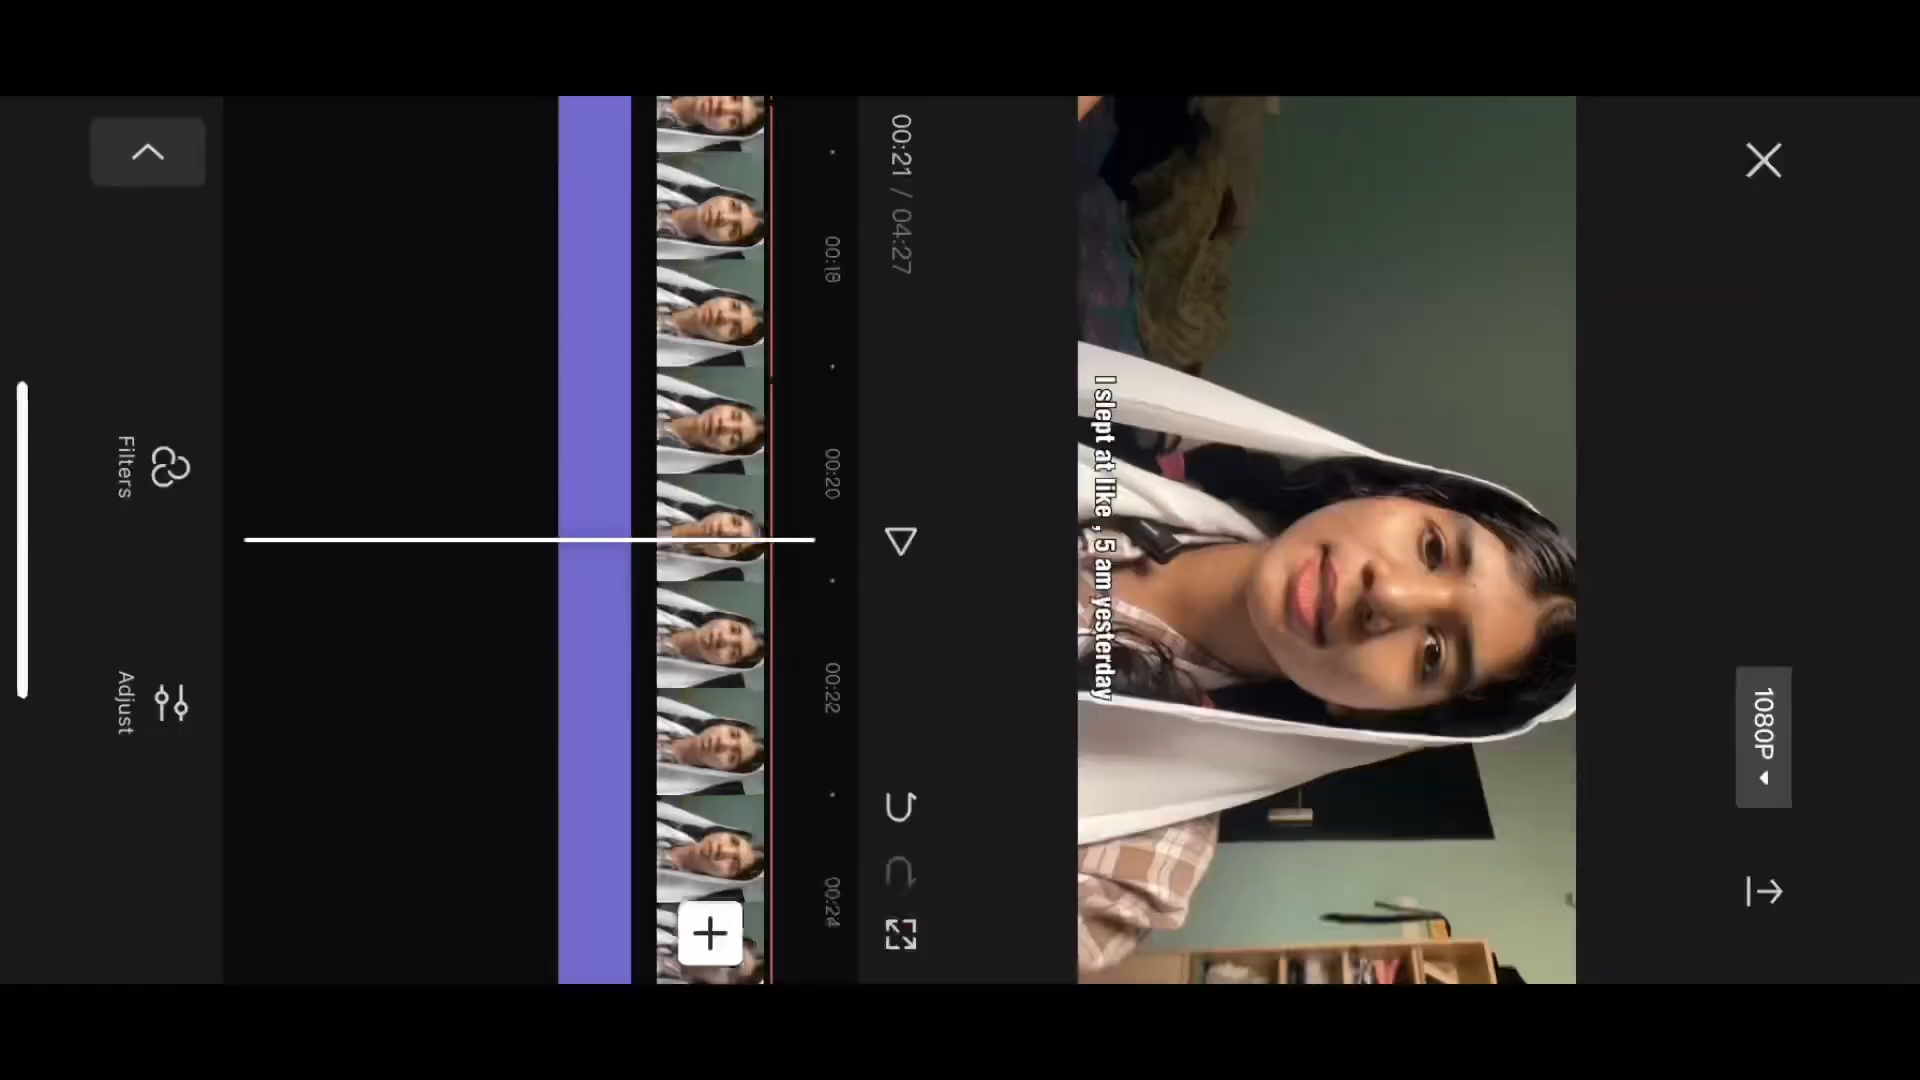 1080P
I slept at like , 5 am yesterday
00:21 / 04:27
00:18
00:20
00:22
00:24
Filters
Adjust